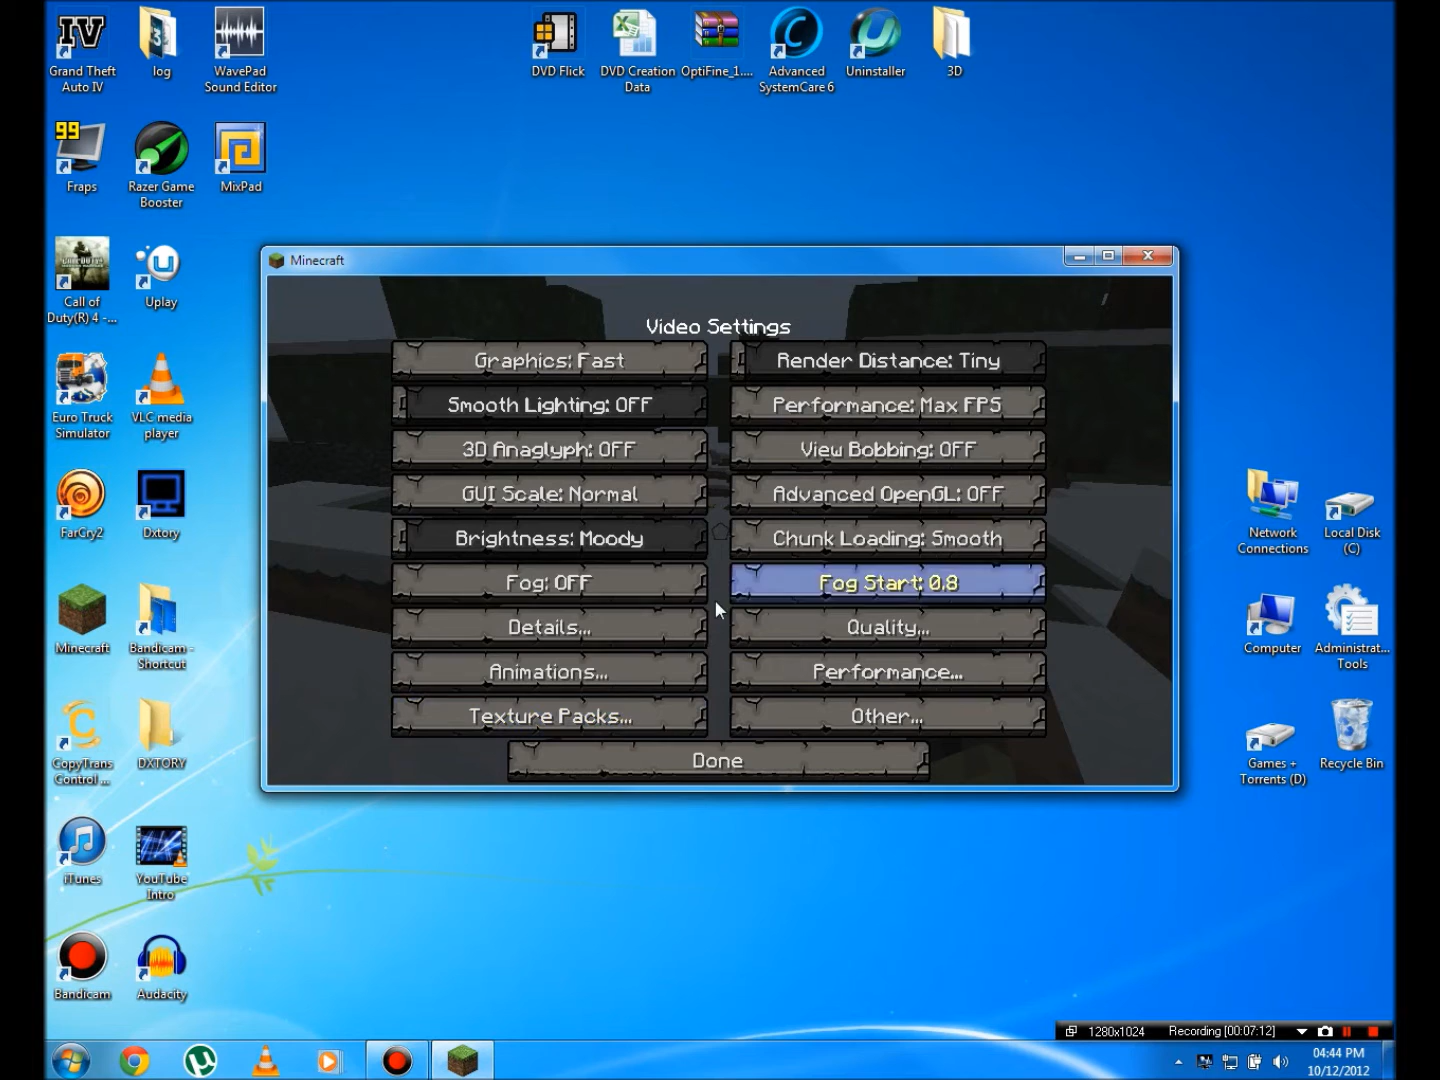 IV
Grand Theft
Auto IV
log
WavePad
Sound Editor
DVD Flick
DVD Creation
Data
OptiFine_1....
Advanced
SystemCare 6
Uninstaller
3D
99
Fraps
Razer Game
Booster
MixPad
Call of
Duty(R) 4 -...
Uplay
Euro Truck
Simulator
VLC media
player
FarCry2
Dxtory
Minecraft
Bandicam -
Shortcut
CopyTrans
Control ...
DXTORY
iTunes
YouTube
Intro
Bandicam
Audacity
Minecraft
Video Settings
Graphics: Fast
Render Distance: Tiny
Smooth Lighting: OFF
Performance: Max FPS
3D Anaglyph: OFF
View Bobbing: OFF
GUI Scale: Normal
Advanced OpenGL: OFF
Brightness: Moody
Chunk Loading: Smooth
Fog: OFF
Fog Start: 0.8
Details...
Quality...
Animations...
Performance...
Texture Packs...
Other...
Done
Network
Connections
Local Disk
(C)
Computer
Administrat...
Tools
Games +
Torrents (D)
Recycle Bin
1280x1024
Recording [00:07:12]
04:44 PM
10/12/2012